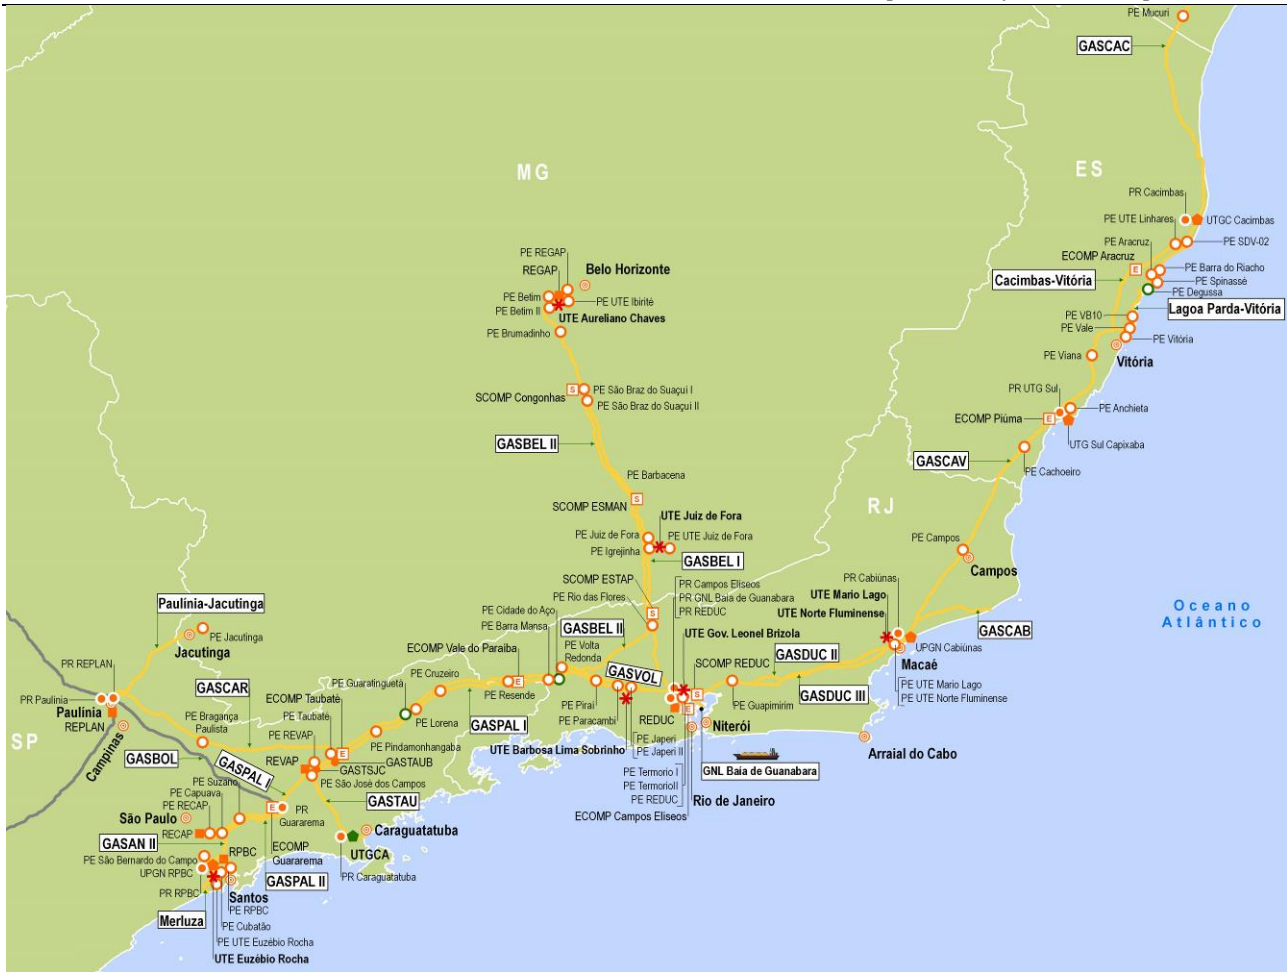 PE Mucuri
GASCAC
MG
ES
PR Cacimbas
PE UTE Linhares
UTGC Cacimbas
PE Aracruz
PE SDV-02
ECOMP Aracruz
PE REGAP
REGAP
Belo Horizonte
PE Barra do Riacho
Cacimbas-Vitória
PE Spinassé
PE Degussa
PE Betim
PE UTE Ibirité
PE Betim II
UTE Aureliano Chaves
Lagoa Parda-Vitória
PE VB10
PE Vale
PE Brumadinho
PE Vitória
PE Viana
Vitória
SCOMP Congonhas
S
PE São Braz do Suaçuí I
PE São Braz do Suaçuí II
PR UTG Sul
PE Anchieta
ECOMP Piúma
E
UTG Sul Capixaba
GASBEL II
GASCAV
PE Cachoeiro
PE Barbacena
SCOMP ESMAN
S
RJ
UTE Juiz de Fora
PE Juiz de Fora
PE UTE Juiz de Fora
PE Igrejinha
GASBEL I
PE Campos
Campos
SCOMP ESTAP
PR Campos Elíseos
PR GNL Baía de Guanabara
PR REDUC
PE Rio das Flores
S
PR Cabiúnas
UTE Mario Lago
UTE Norte Fluminense
Paulínia-Jacutinga
PE Cidade do Aço
PE Barra Mansa
GASBEL II
UTE Gov. Leonel Brizola
GASCAB
Oceano
Atlântico
PE Jacutinga
Jacutinga
ECOMP Vale do Paraíba
PE Volta
Redonda
GASVOL
SCOMP REDUC
GASDUC II
UPGN Cabiúnas
Macaé
PR REPLAN
GASCAR
PE Guaratinguetá
PE Cruzeiro
PE Resende
E
GASDUC III
PE UTE Mario Lago
PE UTE Norte Fluminense
PR Paulínia
Paulínia
REPLAN
ECOMP Taubaté
PE Lorena
GASPAL I
PE Piraí
PE Paracambi
REDUC
S
E
PE Guapimirim
Niterói
SP
Campinas
PE Bragança
Paulista
PE Taubaté
PE REVAP
PE Pindamonhangaba
UTE Barbosa Lima Sobrinho
PE Japeri
PE Japeri II
Arraial do Cabo
GASBOL
GASPAL I
REVAP
E
GASTAUB
GASTSJC
PE São José dos Campos
PE Termorio I
PE TermorioII
PE REDUC
ECOMP Campos Eliseos
GNL Baía de Guanabara
Rio de Janeiro
PE Suzano
PE Capuava
PE RECAP
São Paulo
E
PR
Guararema
GASTAU
RECAP
GASAN II
Caraguatatuba
RPBC
ECOMP
Guararema
UTGCA
PE São Bernardo do Campo
UPGN RPBC
PR RPBC
GASPAL II
PR Caraguatatuba
Santos
PE RPBC
Merluza
PE Cubatão
PE UTE Euzébio Rocha
UTE Euzébio Rocha